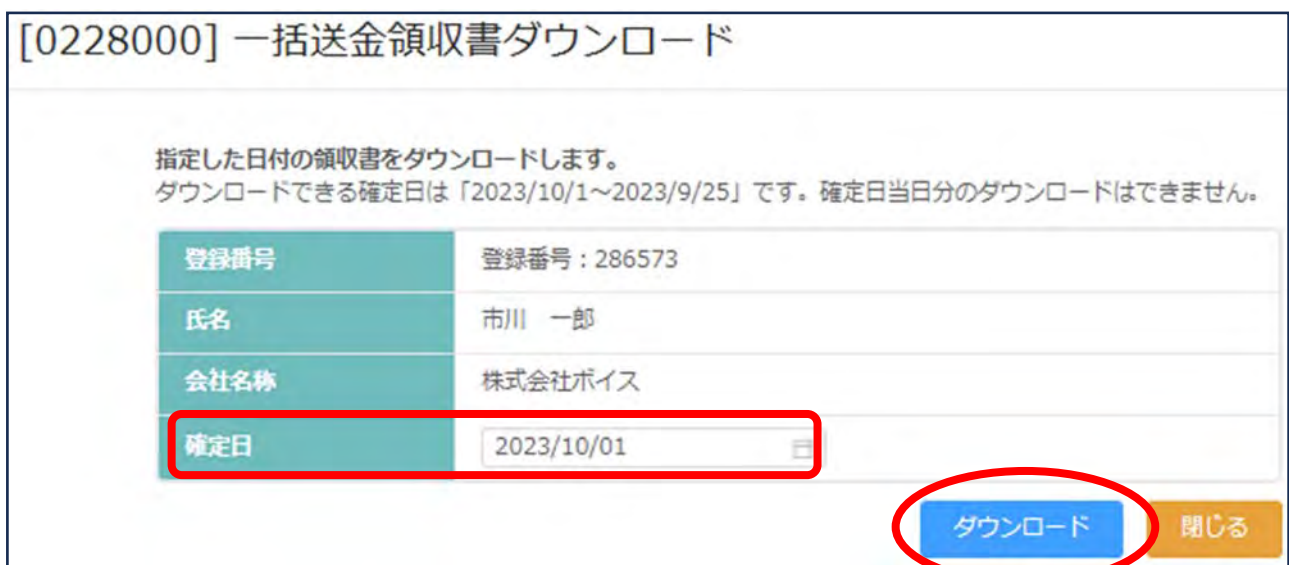 [0228000] 一括送金領収書ダウンロード
指定した日付の領収書をダウンロードします。
ダウンロードできる確定日は「2023/10/1～2023/9/25」です。確定日当日分のダウンロードはできません。
登録番号 登録番号：286573
氏名 市川　一郎
会社名称 株式会社ボイス
確定日 2023/10/01
ダウンロード 閉じる